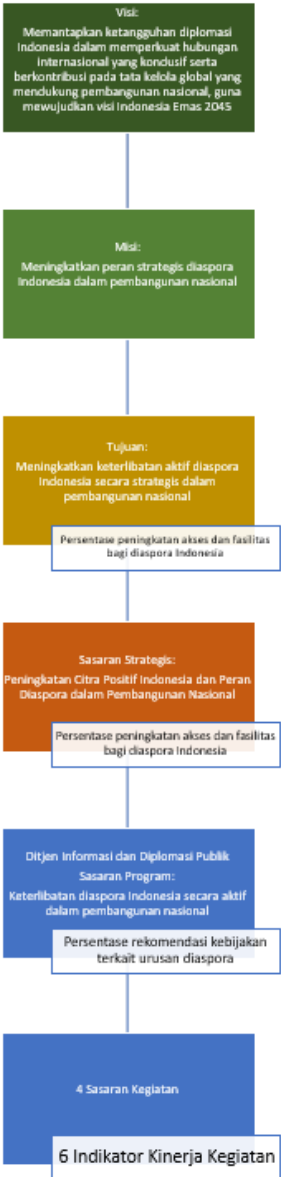 Visi:
Memantapkan ketangguhan diplomasi
Indonesia dalam memperkuat hubungan
internasional yang kondusif serta
berkontribusi pada tata kelola global yang
mendukung pembangunan nasional, guna
mewujudkan visi Indonesia Emas 2045
Misi:
Meningkatkan peran strategis diaspora
Indonesia dalam pembangunan nasional
Tujuan:
Meningkatkan keterlibatan aktif diaspora
Indonesia secara strategis dalam
pembangunan nasional
Persentase peningkatan akses dan fasilitas
bagi diaspora Indonesia
Sasaran Strategis:
Peningkatan Citra Positif Indonesia dan Peran
Diaspora dalam Pembangunan Nasional
Persentase peningkatan akses dan fasilitas
bagi diaspora Indonesia
Ditjen Informasi dan Diplomasi Publik
Sasaran Program:
Keterlibatan diaspora Indonesia secara aktif
dalam pembangunan nasional
Persentase rekomendasi kebijakan
terkait urusan diaspora
4 Sasaran Kegiatan
6 Indikator Kinerja Kegiatan